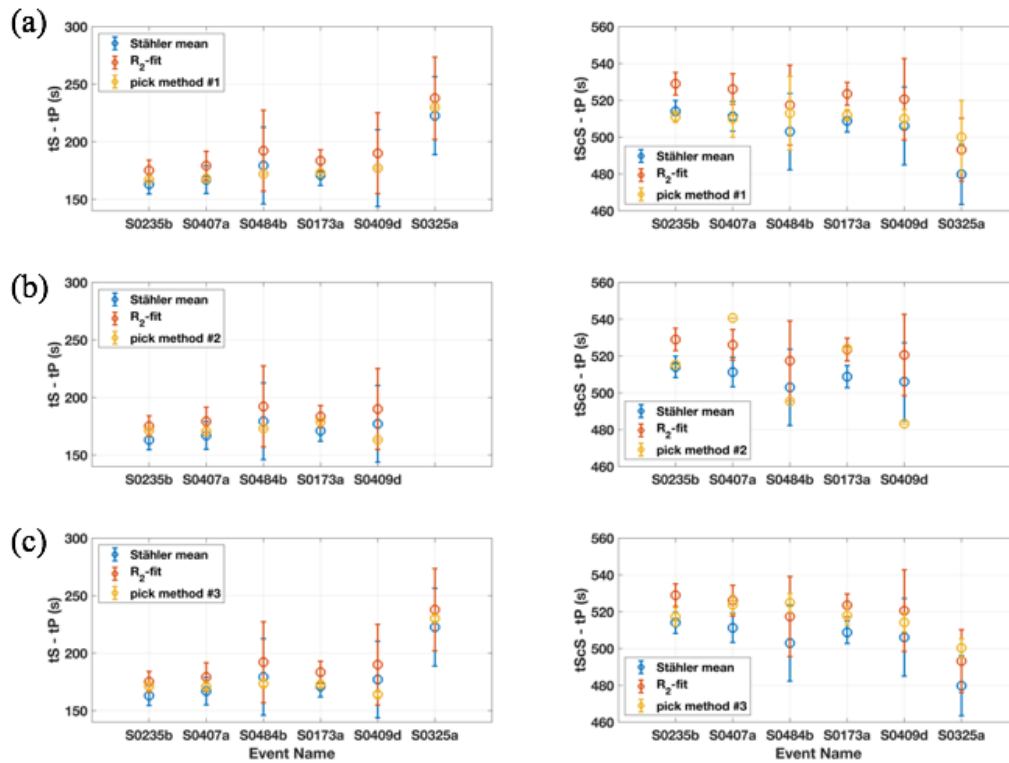 (a)
300
250
200
150
tS - tP (s)
Stähler mean
R2-fit
pick method #1
S0235b S0407a S0484b S0173a S0409d S0325a
560
540
520
500
480
460
tScS - tP (s)
Stähler mean
R2-fit
pick method #1
S0235b S0407a S0484b S0173a S0409d S0325a
(b)
300
250
200
150
tS - tP (s)
Stähler mean
R2-fit
pick method #2
S0235b S0407a S0484b S0173a S0409d
560
540
520
500
480
460
tScS - tP (s)
Stähler mean
R2-fit
pick method #2
S0235b S0407a S0484b S0173a S0409d
(c)
300
250
200
150
tS - tP (s)
Stähler mean
R2-fit
pick method #3
S0235b S0407a S0484b S0173a S0409d S0325a
Event Name
560
540
520
500
480
460
tScS - tP (s)
Stähler mean
R2-fit
pick method #3
S0235b S0407a S0484b S0173a S0409d S0325a
Event Name